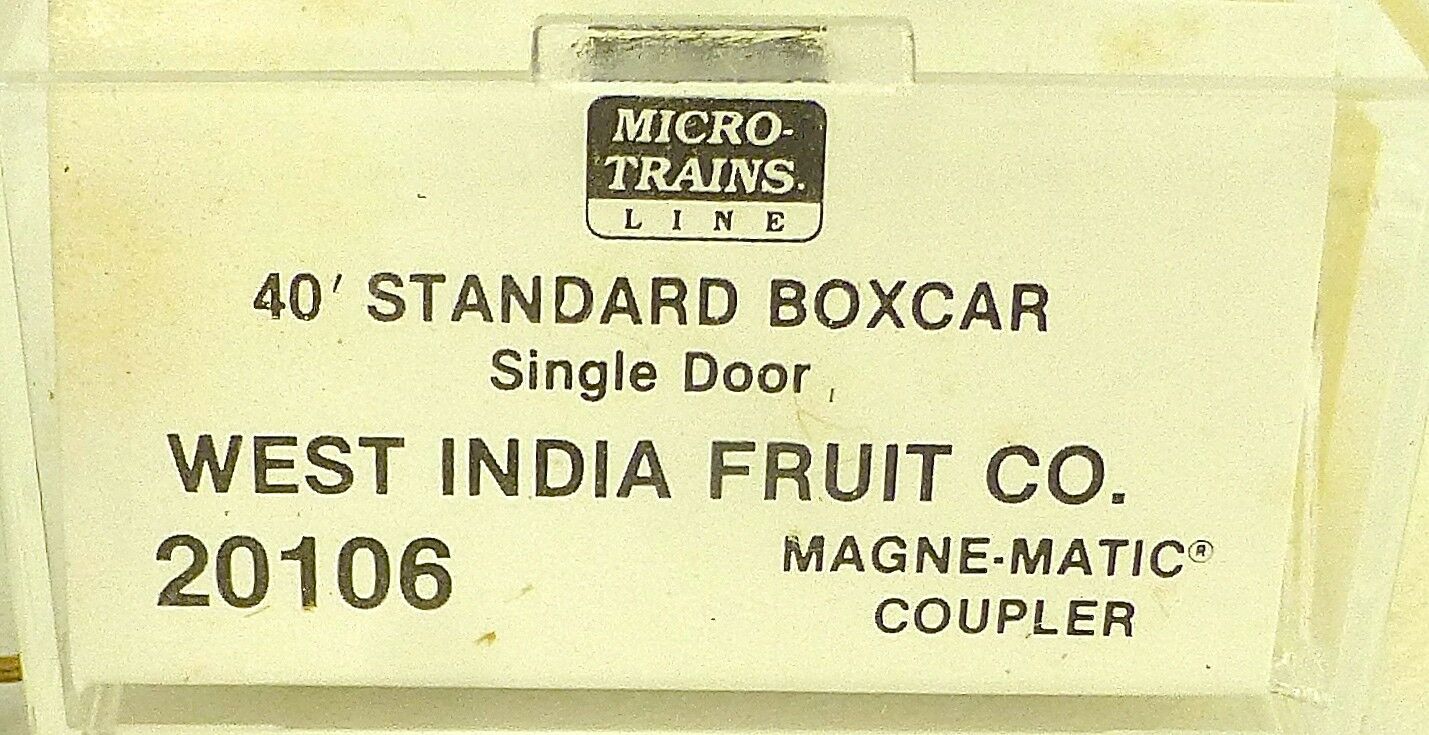 MICRO-
TRAINS®
LINE
40' STANDARD BOXCAR
Single Door
WEST INDIA FRUIT CO.
20106
MAGNE-MATIC®
COUPLER